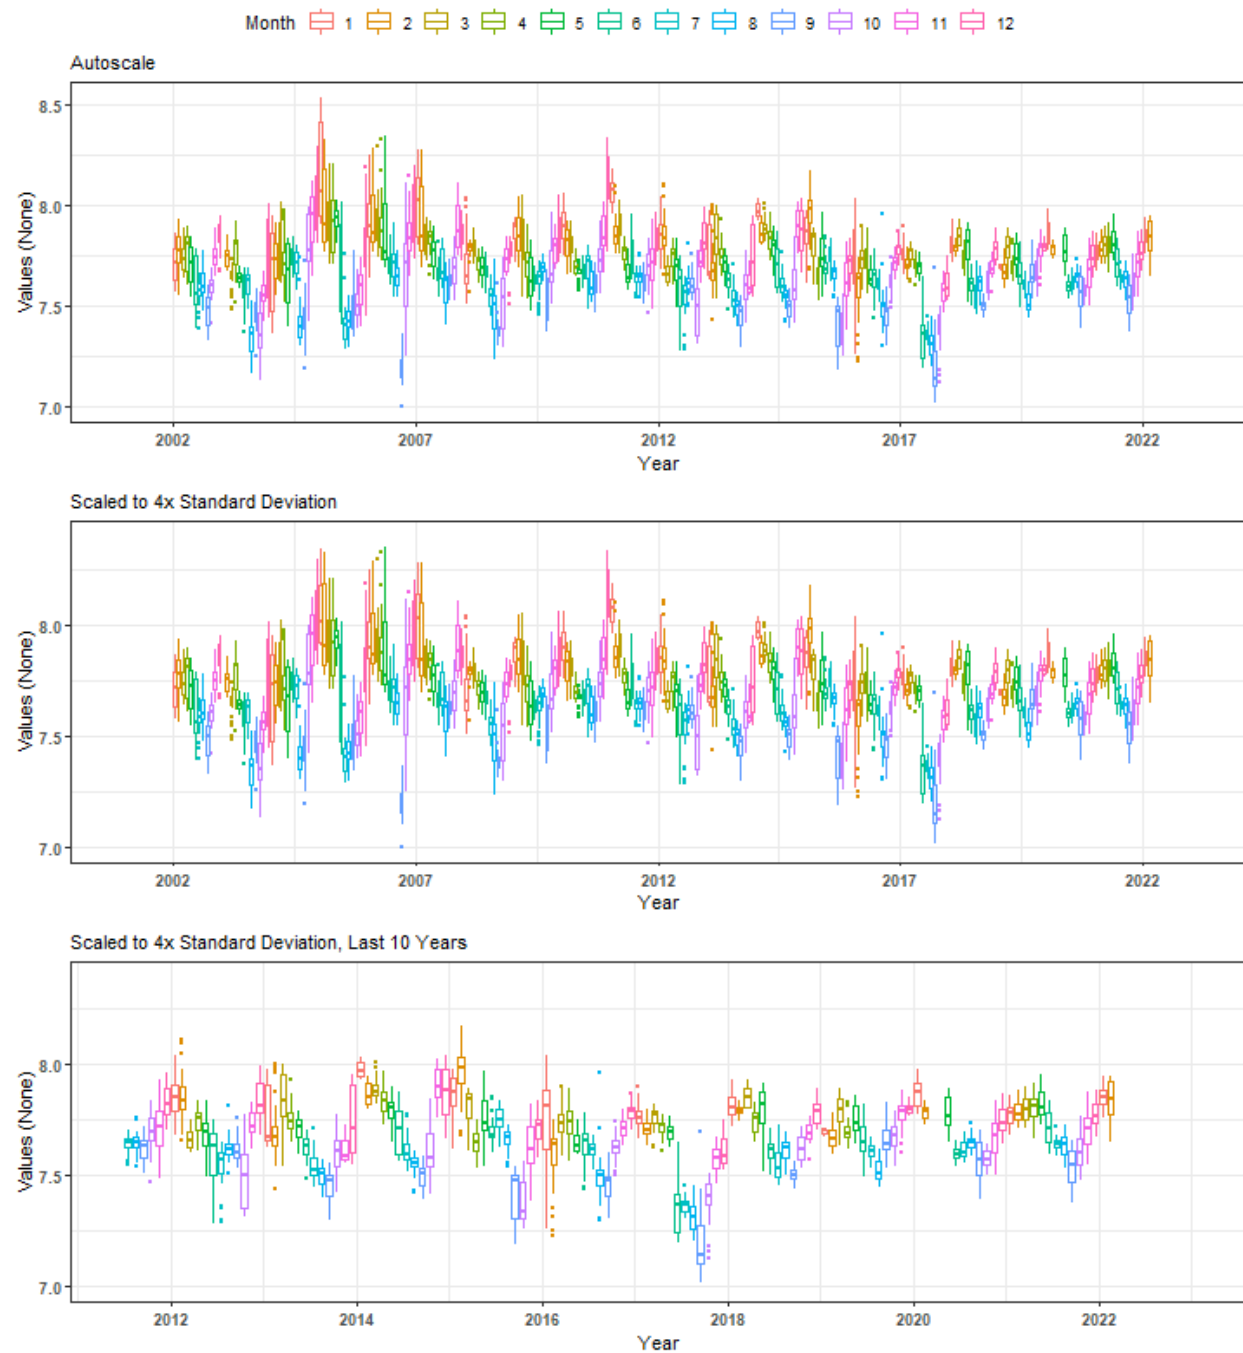 Month 1 2 3 4 5 6 7 8 9 10 11 12
Autoscale
8.5
8.0
7.5
7.0
Values (None)
2002 2007 2012 2017 2022
Year
Scaled to 4x Standard Deviation
8.0
7.5
7.0
Values (None)
2002 2007 2012 2017 2022
Year
Scaled to 4x Standard Deviation, Last 10 Years
8.0
7.5
7.0
Values (None)
2012 2014 2016 2018 2020 2022
Year